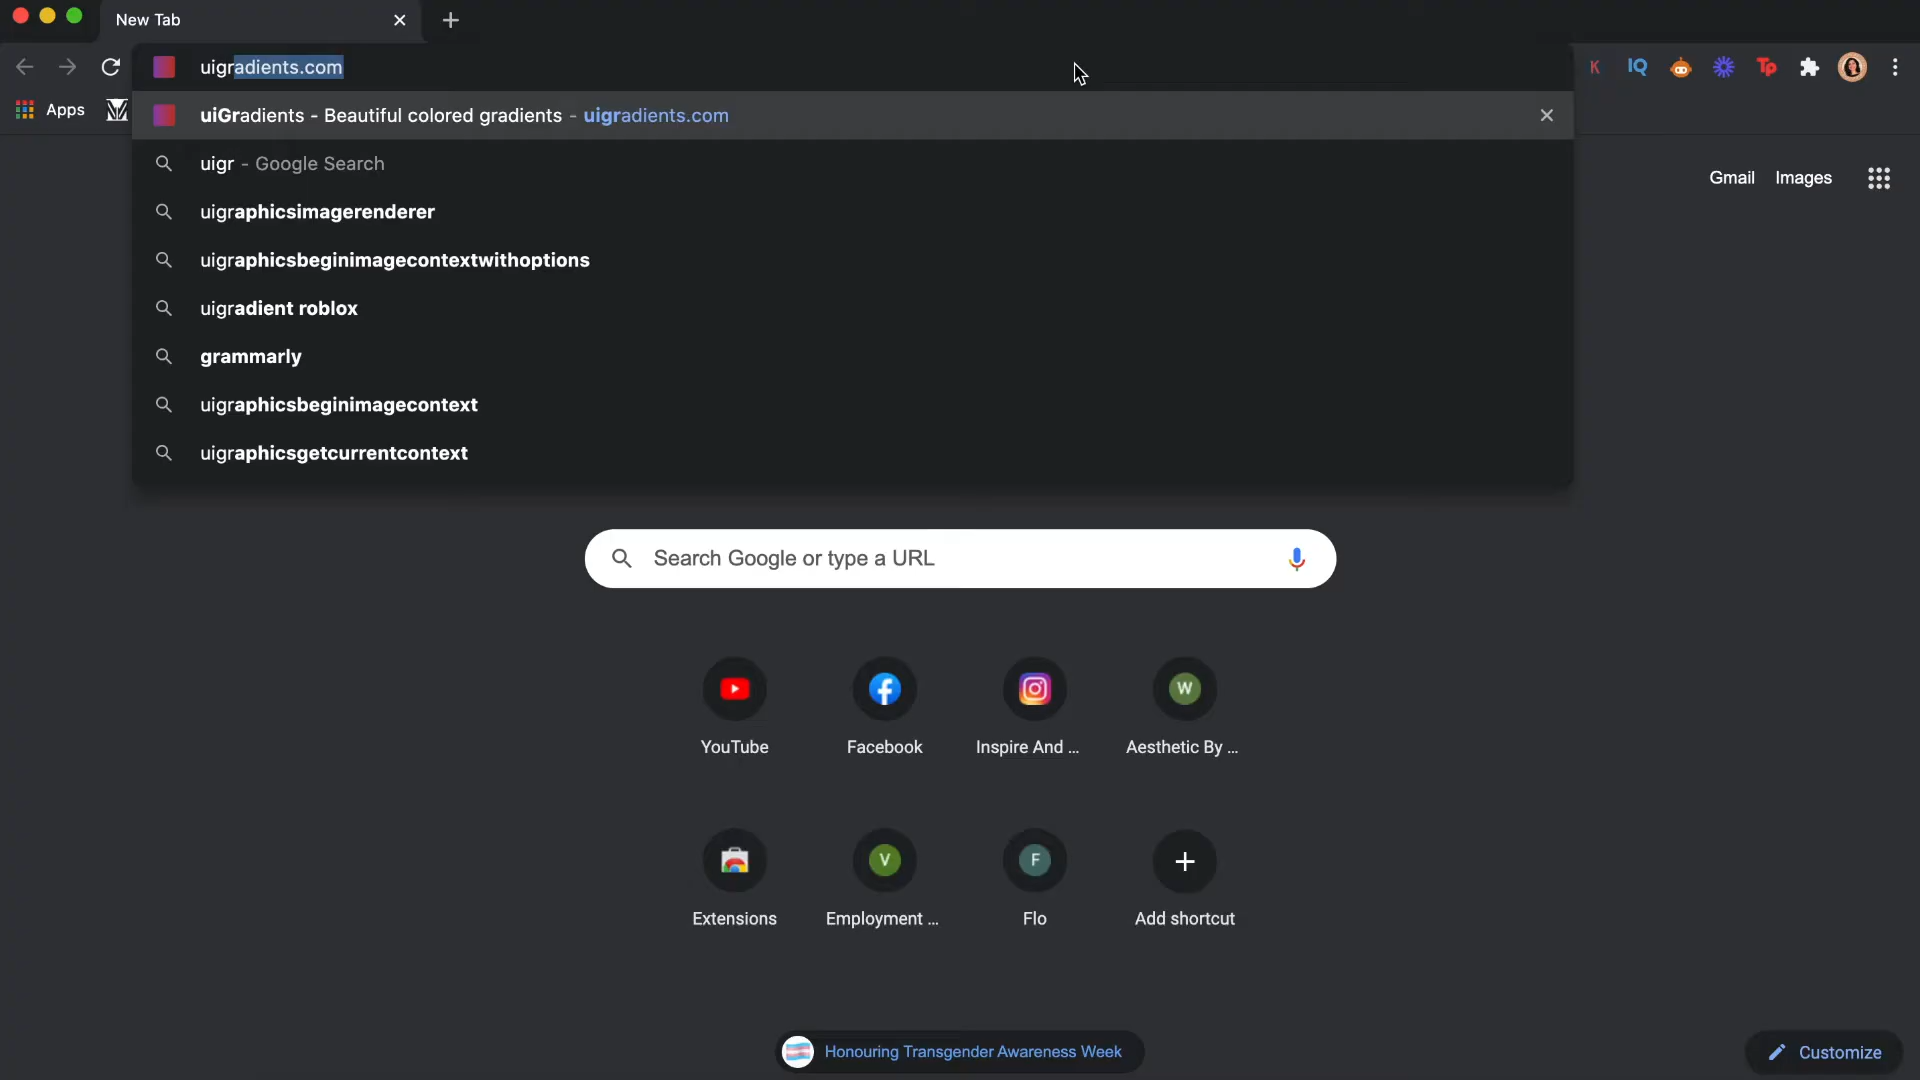 New Tab
uigradients.com
K IQ Tp
Apps
uiGradients - Beautiful colored gradients - uigradients.com
uigr - Google Search
Gmail Images
uigraphicsimagerenderer
uigraphicsbeginimagecontextwithoptions
uigradient roblox
grammarly
uigraphicsbeginimagecontext
uigraphicsgetcurrentcontext
Search Google or type a URL
W
YouTube Facebook Inspire And ... Aesthetic By ...
V F
Extensions Employment ... Flo Add shortcut
Honouring Transgender Awareness Week
Customize